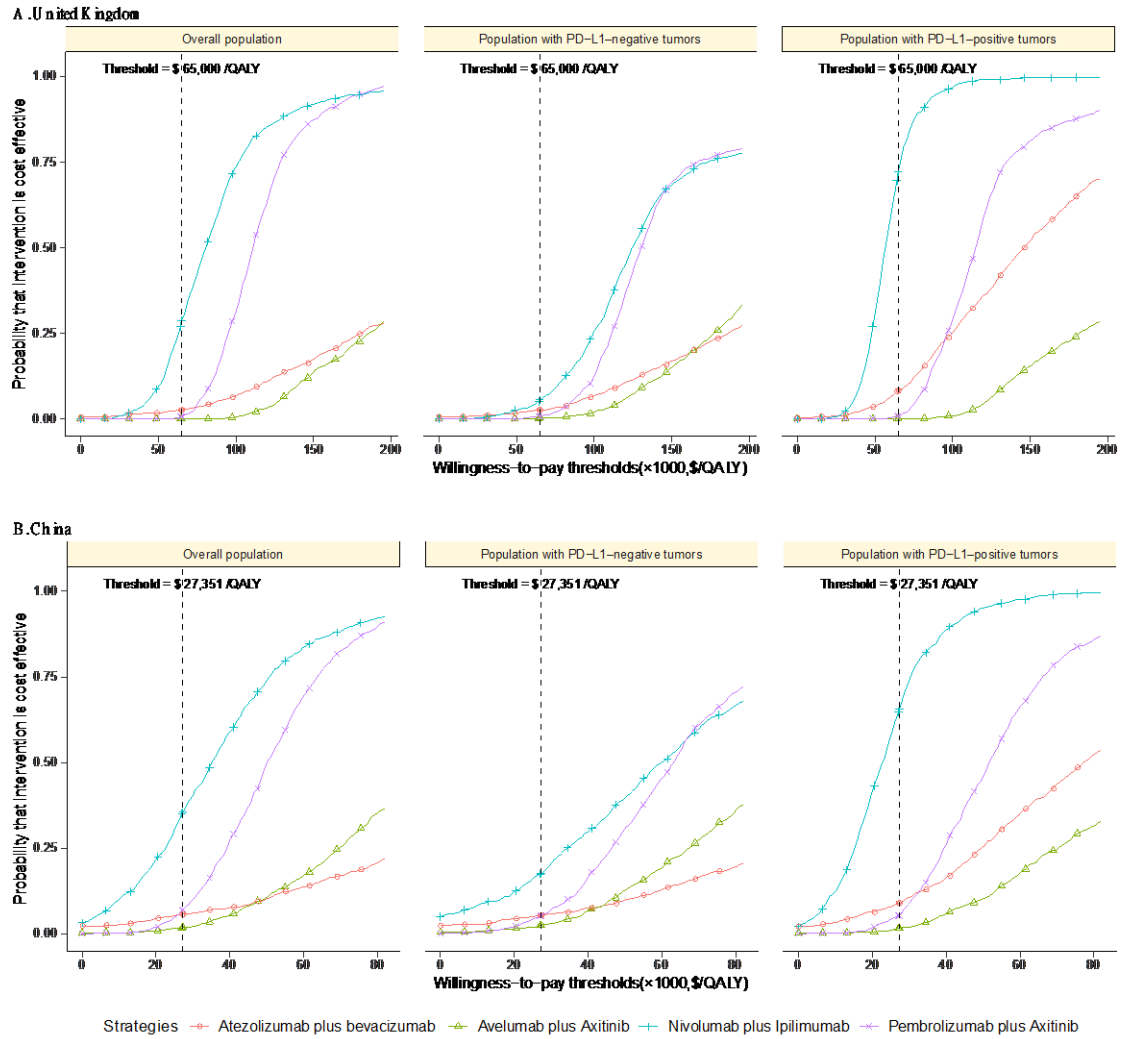 A .United Kingdom
Overall population
Population with PD−L1−negative tumors
Population with PD−L1−positive tumors
Threshold = $ 65,000 /QALY
Threshold = $ 65,000 /QALY
Threshold = $ 65,000 /QALY
Probability that intervention is cost effective
1.00
0.75
0.50
0.25
0.00
0 50 100 150 200
0 50 100 150 200
0 50 100 150 200
Willingness−to−pay thresholds(×1000,$/QALY)
B.China
Overall population
Population with PD−L1−negative tumors
Population with PD−L1−positive tumors
Threshold = $ 27,351 /QALY
Threshold = $ 27,351 /QALY
Threshold = $ 27,351 /QALY
Probability that intervention is cost effective
1.00
0.75
0.50
0.25
0.00
0 20 40 60 80
0 20 40 60 80
0 20 40 60 80
Willingness−to−pay thresholds(×1000,$/QALY)
Strategies Atezolizumab plus bevacizumab Avelumab plus Axitinib Nivolumab plus Ipilimumab Pembrolizumab plus Axitinib